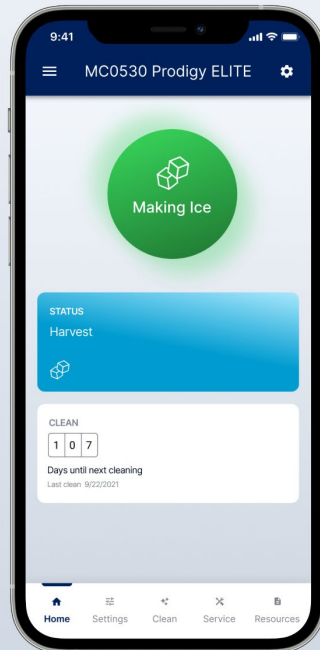 9:41
MC0530 Prodigy ELITE
Making Ice
STATUS
Harvest
CLEAN
1 0 7
Days until next cleaning
Last clean 9/22/2021
Home Settings Clean Service Resources